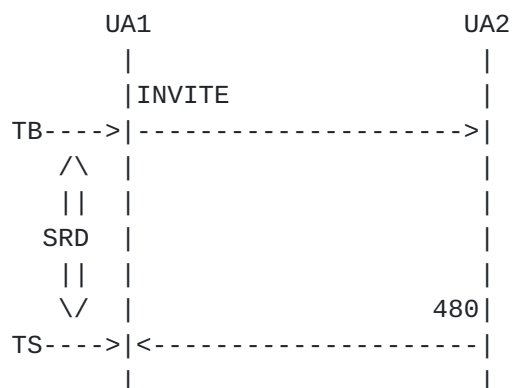 UA1 UA2
| |
|INVITE |
TB---->|--------------------->|
/\ | |
|| | |
SRD | |
|| | |
\/ | 480|
TS---->|<---------------------|
| |